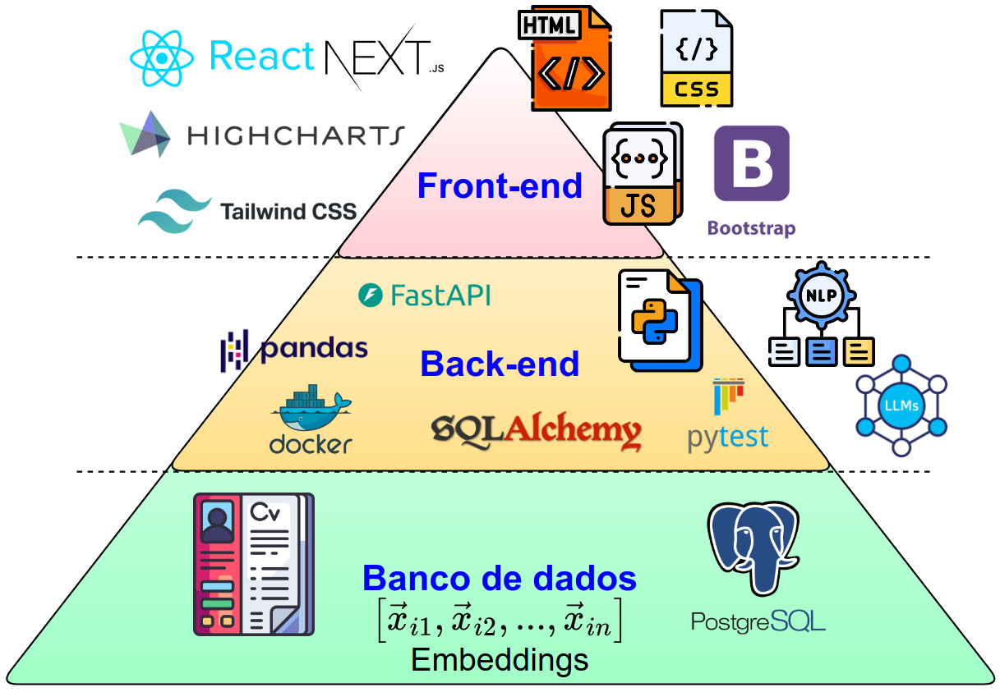 React
NEXT.JS
HTML
</>
{/}
CSS
HIGHCHARTS
{...}
JS
B
Bootstrap
Front-end
Tailwind CSS
FastAPI
NLP
pandas
Back-end
LLMs
docker
SQLAlchemy
pytest
Cv
Banco de dados
[x⃗_{i1}, x⃗_{i2}, ..., x⃗_{in}]
PostgreSQL
Embeddings